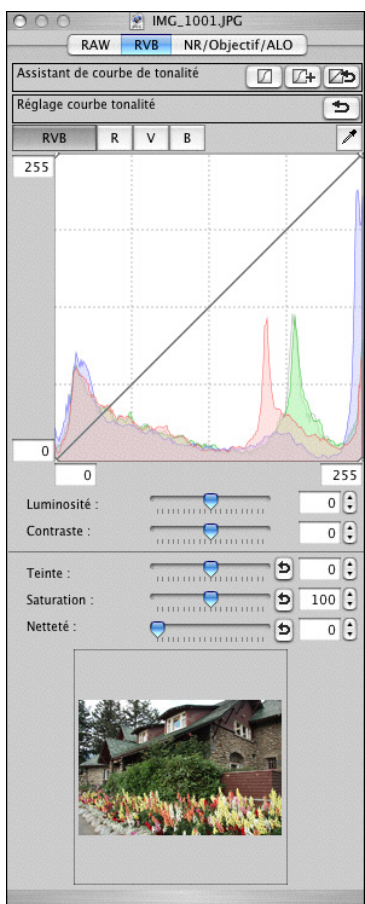 IMG_1001.JPG
RAW RVB NR/Objectif/ALO
Assistant de courbe de tonalité
Réglage courbe tonalité
RVB R V B
255
0
0 255
Luminosité : 0
Contraste : 0
Teinte : 0
Saturation : 100
Netteté : 0